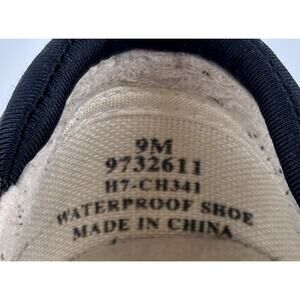 9M
9732611
H7-CH341
WATERPROOF SHOE
MADE IN CHINA